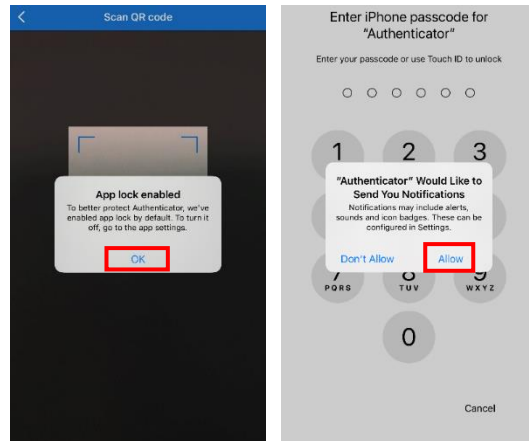 Scan QR code
App lock enabled
To better protect Authenticator, we've
enabled app lock by default. To turn it
off, go to the app settings.
OK
Enter iPhone passcode for
"Authenticator"
Enter your passcode or use Touch ID to unlock
1 2 3
"Authenticator" Would Like to
Send You Notifications
Notifications may include alerts,
sounds and icon badges. These can be
configured in Settings.
Don't Allow Allow
7 8 9
PQRS TUV WXYZ
0
Cancel